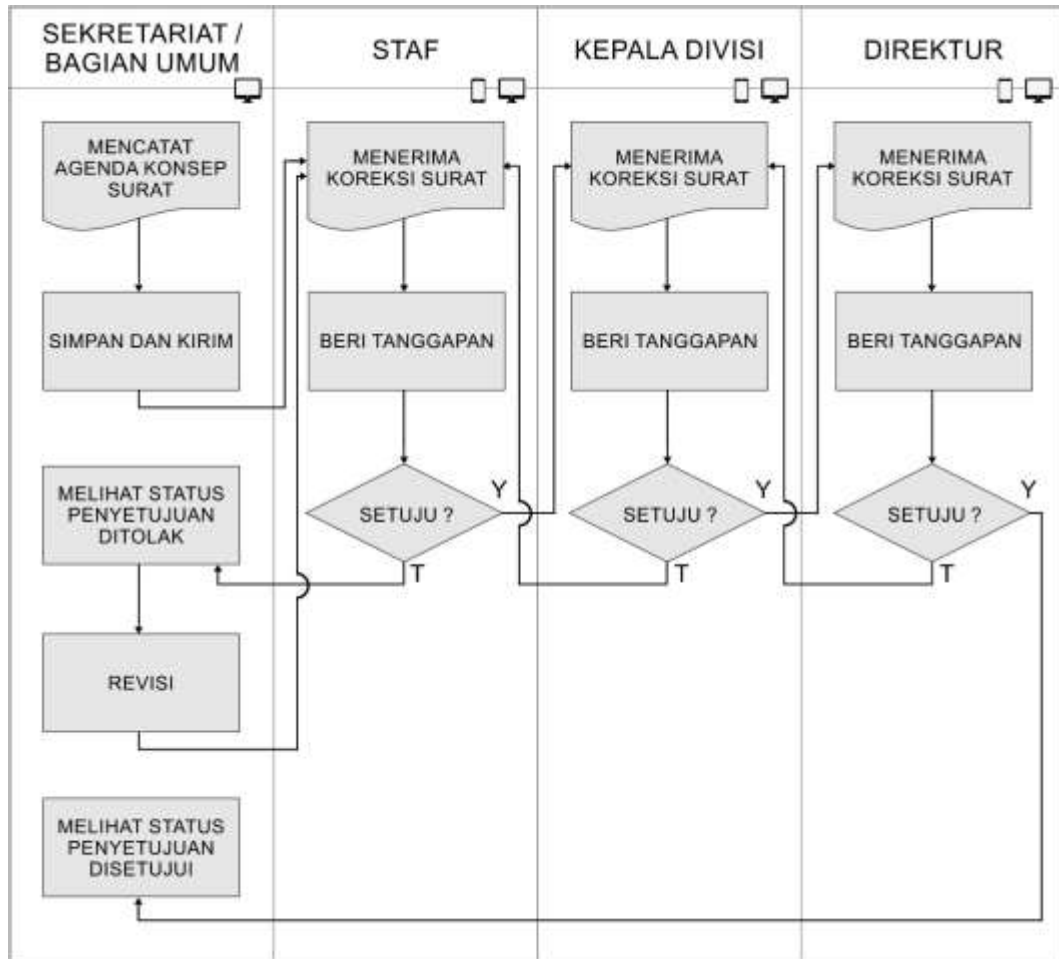 SEKRETARIAT /
BAGIAN UMUM
STAF
KEPALA DIVISI
DIREKTUR
MENCATAT
AGENDA KONSEP
SURAT
MENERIMA
KOREKSI SURAT
MENERIMA
KOREKSI SURAT
MENERIMA
KOREKSI SURAT
SIMPAN DAN KIRIM
BERI TANGGAPAN
BERI TANGGAPAN
BERI TANGGAPAN
MELIHAT STATUS
PENYETUJUAN
DITOLAK
SETUJU ?
Y
T
SETUJU ?
Y
T
SETUJU ?
Y
T
REVISI
MELIHAT STATUS
PENYETUJUAN
DISETUJUI